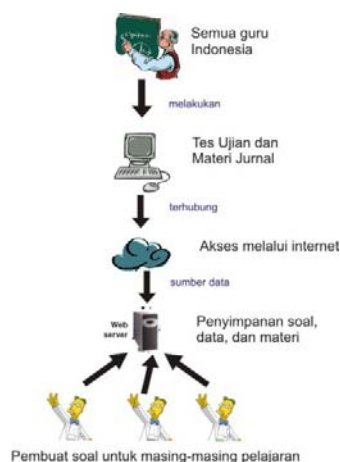 Semua guru
Indonesia
melakukan
Tes Ujian dan
Materi Jurnal
terhubung
Akses melalui internet
sumber data
Web
server
Penyimpanan soal,
data, dan materi
Pembuat soal untuk masing-masing pelajaran